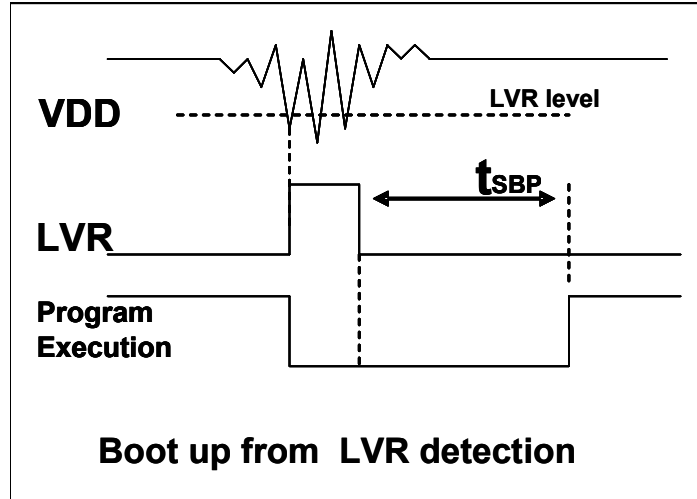 LVR level
VDD
tSBP
LVR
Program
Execution
Boot up from LVR detection